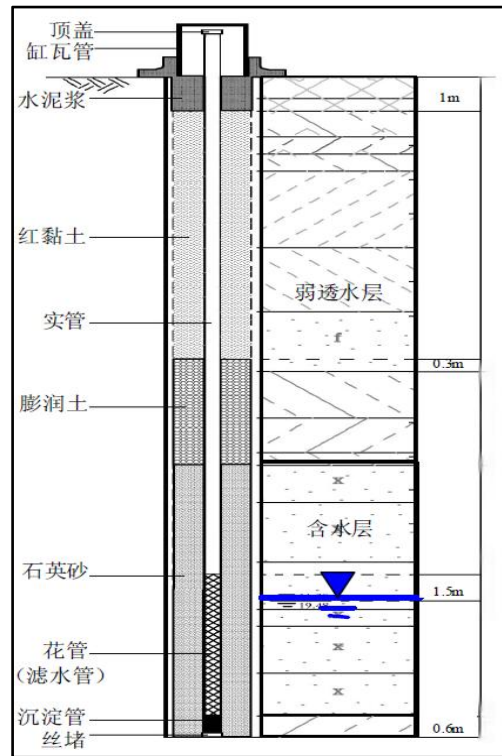 顶盖
缸瓦管
水泥浆
1m
红黏土
弱透水层
实管
f
0.3m
膨润土
x
含水层
石英砂
1.5m
19.48
花管
x
(滤水管)
x
沉淀管
丝堵
0.6m